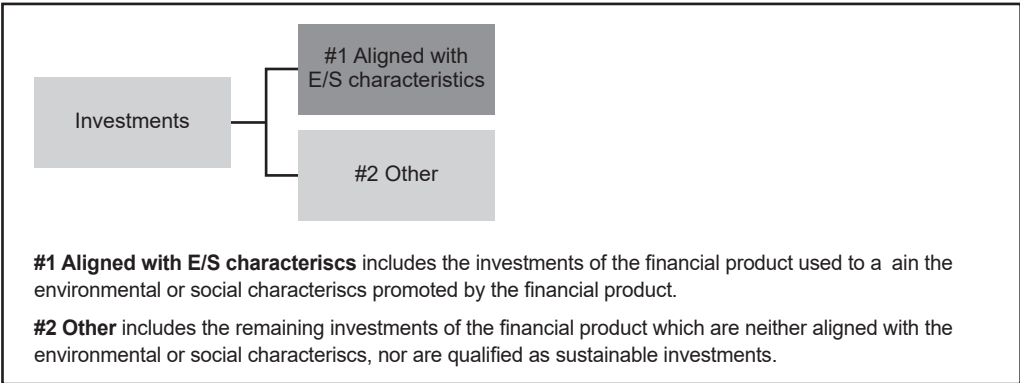 #1 Aligned with
E/S characteristics
Investments
#2 Other
#1 Aligned with E/S characteriscs includes the investments of the financial product used to a ain the
environmental or social characteriscs promoted by the financial product.
#2 Other includes the remaining investments of the financial product which are neither aligned with the
environmental or social characteriscs, nor are qualified as sustainable investments.